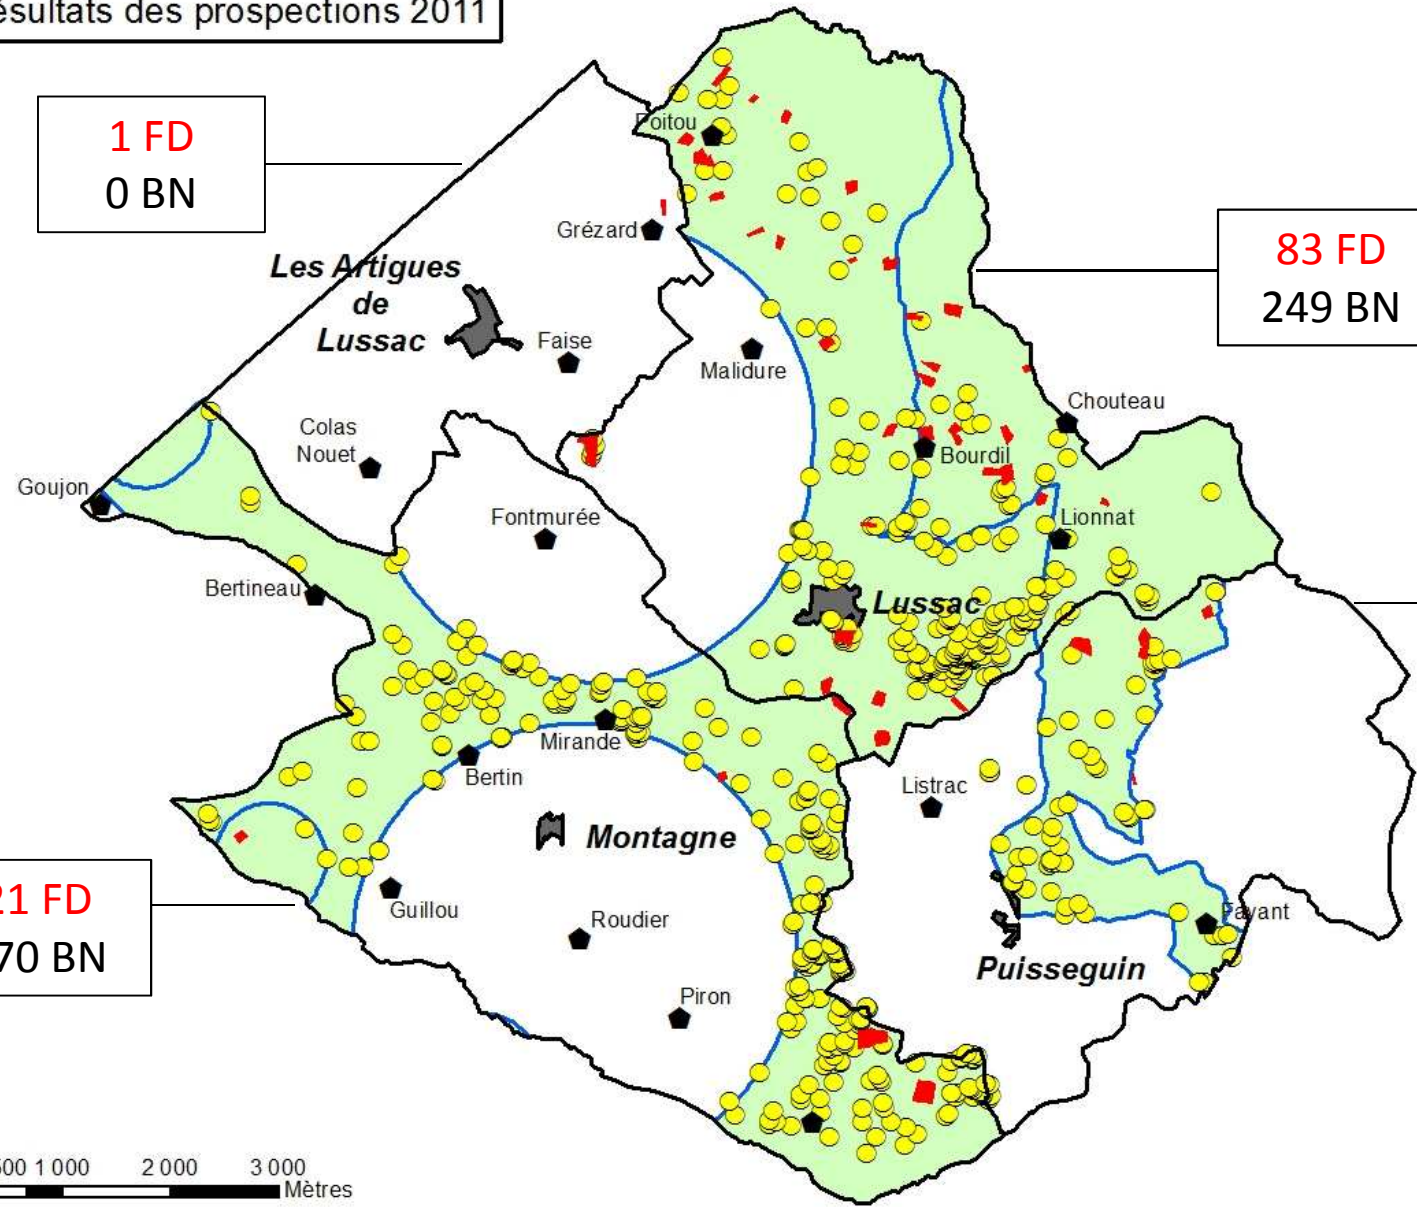 ésultats des prospections 2011
1 FD
0 BN
Poitou
Grézard
83 FD
249 BN
Les Artigues
de
Lussac
Faise
Malidure
Chouteau
Colas
Nouet
Bourdil
Goujon
Fontmurée
Lionnat
Bertineau
Lussac
Mirande
Bertin
Listrac
Montagne
21 FD
70 BN
Guillou
Roudier
Fayant
Puisseguin
Piron
500 1 000 2 000 3 000
Mètres